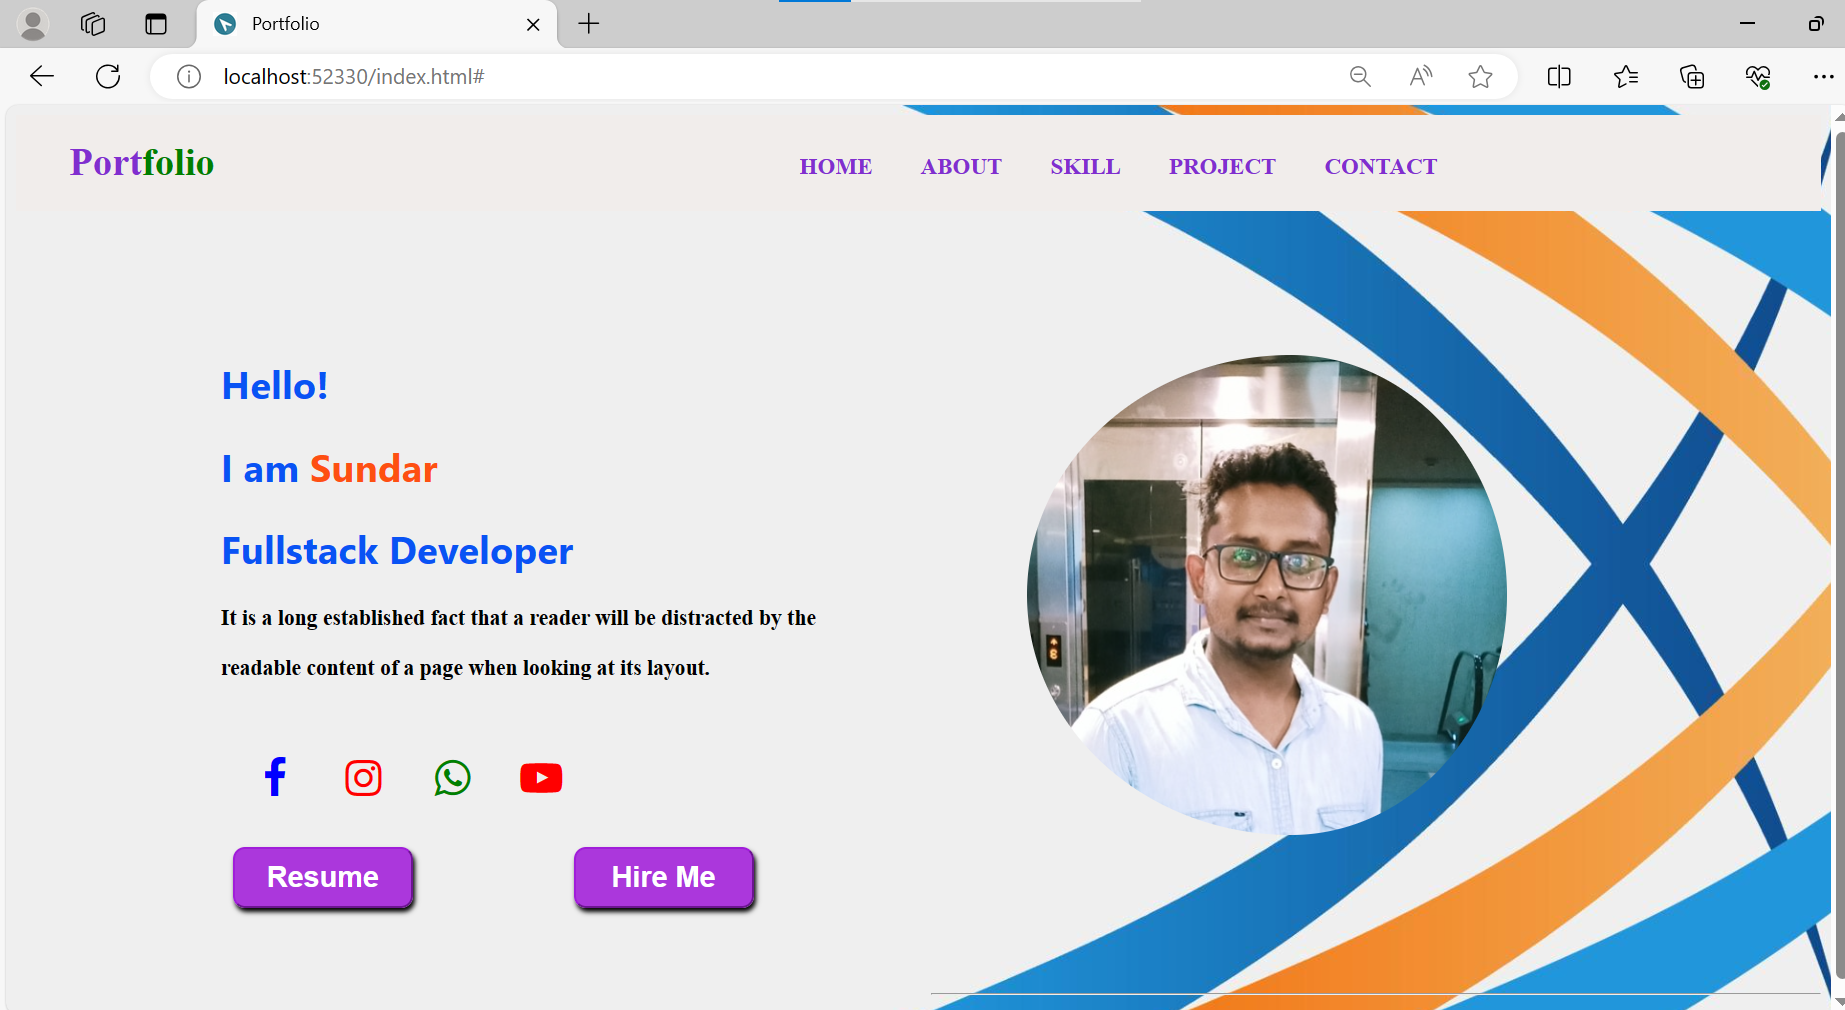 Portfolio
localhost:52330/index.html#
Portfolio
HOME ABOUT SKILL PROJECT CONTACT
Hello!
I am Sundar
Fullstack Developer
It is a long established fact that a reader will be distracted by the
readable content of a page when looking at its layout.
Resume Hire Me